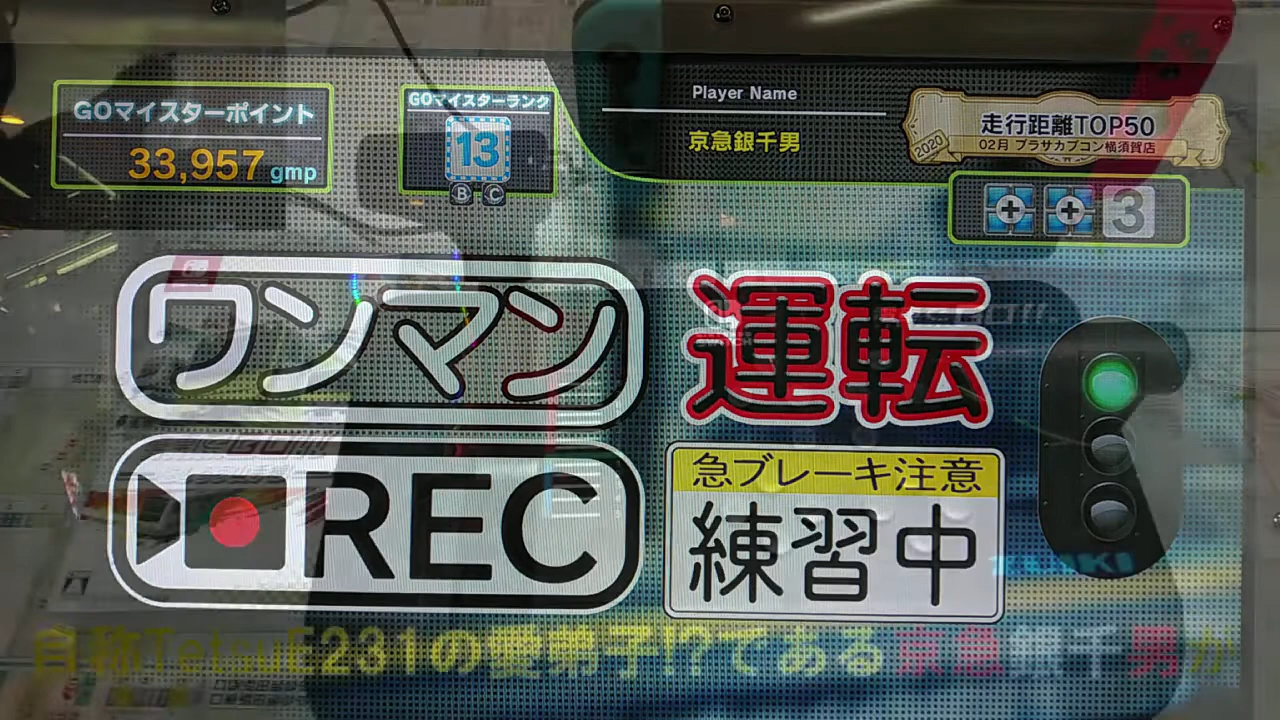 GOマイスターポイント
33,957 gmp
GOマイスターランク
13
B C
Player Name
京急銀千男
走行距離TOP50
2020
02月 プラサカプコン横須賀店
3
ワンマン
運転
REC
急ブレーキ注意
練習中
自称TetsuE231の愛弟子!?である京急銀千男が